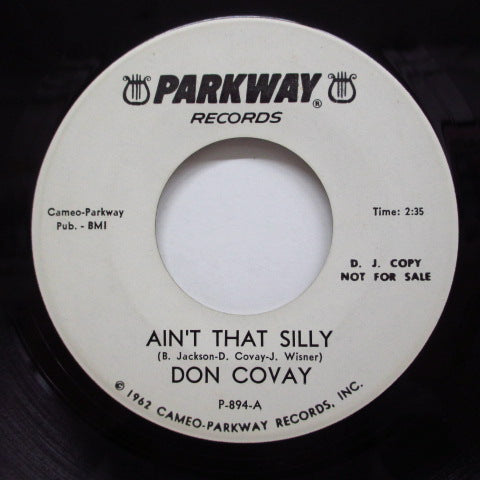 PARKWAY®
RECORDS
Cameo-Parkway
Pub. - BMI
Time: 2:35
D. J. COPY
NOT FOR SALE
AIN'T THAT SILLY
(B. Jackson-D. Covay-J. Wisner)
DON COVAY
P-894-A
© 1962 CAMEO-PARKWAY RECORDS, INC.